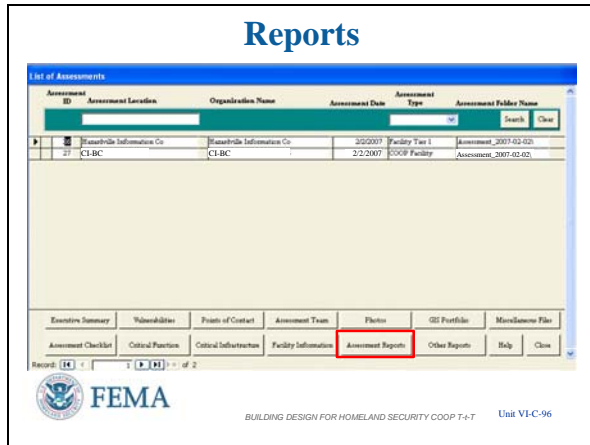 Reports
List of Assessments
Assessment ID Assessment Location Organization Name Assessment Date Assessment Type Assessment Folder Name
Search Clear
Hazardville Information Co Hazardville Information Co 2/2/2007 Facility Tier 1 Assessment_2007-02-02\
27 CI-BC CI-BC 2/2/2007 COOP Facility Assessment_2007-02-02\
Executive Summary Vulnerabilities Points of Contact Assessment Team Photos GIS Portfolio Miscellaneous Files
Assessment Checklist Critical Function Critical Infrastructure Facility Information Assessment Reports Other Reports Help Close
Record: 1 of 2
FEMA
BUILDING DESIGN FOR HOMELAND SECURITY COOP T-t-T Unit VI-C-96